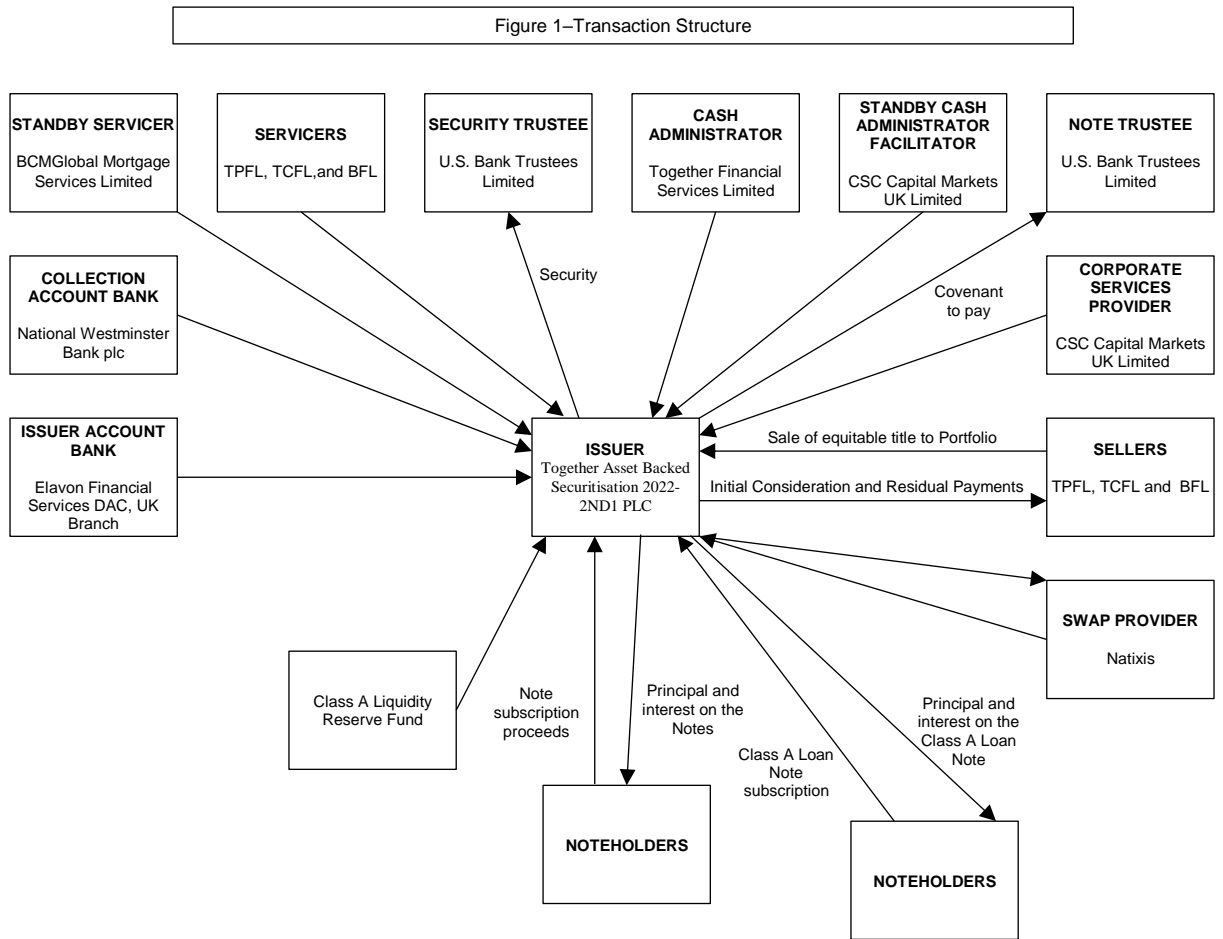 Figure 1–Transaction Structure
STANDBY SERVICER
BCMGlobal Mortgage
Services Limited
SERVICERS
TPFL, TCFL,and BFL
SECURITY TRUSTEE
U.S. Bank Trustees
Limited
CASH
ADMINISTRATOR
Together Financial
Services Limited
STANDBY CASH
ADMINISTRATOR
FACILITATOR
CSC Capital Markets
UK Limited
NOTE TRUSTEE
U.S. Bank Trustees
Limited
COLLECTION
ACCOUNT BANK
National Westminster
Bank plc
Security
Covenant
to pay
CORPORATE
SERVICES
PROVIDER
CSC Capital Markets
UK Limited
ISSUER ACCOUNT
BANK
Elavon Financial
Services DAC, UK
Branch
ISSUER
Together Asset Backed
Securitisation 2022-
2ND1 PLC
Sale of equitable title to Portfolio
Initial Consideration and Residual Payments
SELLERS
TPFL, TCFL and BFL
SWAP PROVIDER
Natixis
Class A Liquidity
Reserve Fund
Note
subscription
proceeds
Principal and
interest on the
Notes
Class A Loan
Note
subscription
Principal and
interest on the
Class A Loan
Note
NOTEHOLDERS
NOTEHOLDERS